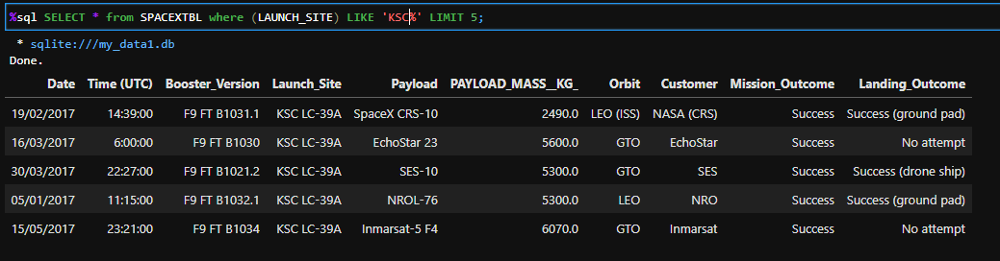 %sql SELECT * from SPACEXTBL where (LAUNCH_SITE) LIKE 'KSC%' LIMIT 5;
* sqlite:///my_data1.db
Done.
Date Time (UTC) Booster_Version Launch_Site Payload PAYLOAD_MASS__KG_ Orbit Customer Mission_Outcome Landing_Outcome
19/02/2017 14:39:00 F9 FT B1031.1 KSC LC-39A SpaceX CRS-10 2490.0 LEO (ISS) NASA (CRS) Success Success (ground pad)
16/03/2017 6:00:00 F9 FT B1030 KSC LC-39A EchoStar 23 5600.0 GTO EchoStar Success No attempt
30/03/2017 22:27:00 F9 FT B1021.2 KSC LC-39A SES-10 5300.0 GTO SES Success Success (drone ship)
05/01/2017 11:15:00 F9 FT B1032.1 KSC LC-39A NROL-76 5300.0 LEO NRO Success Success (ground pad)
15/05/2017 23:21:00 F9 FT B1034 KSC LC-39A Inmarsat-5 F4 6070.0 GTO Inmarsat Success No attempt